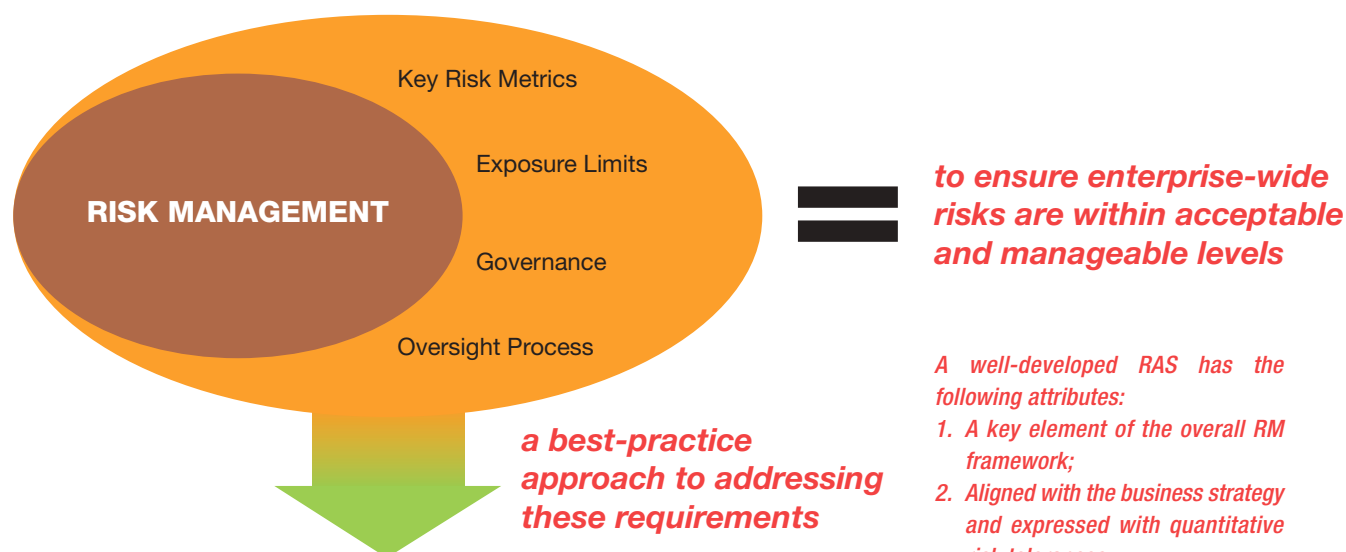 Key Risk Metrics
Exposure Limits
RISK MANAGEMENT
Governance
Oversight Process
to ensure enterprise-wide
risks are within acceptable
and manageable levels
a best-practice
approach to addressing
these requirements
A well-developed RAS has the
following attributes:
1. A key element of the overall RM
framework;
2. Aligned with the business strategy
and expressed with quantitative